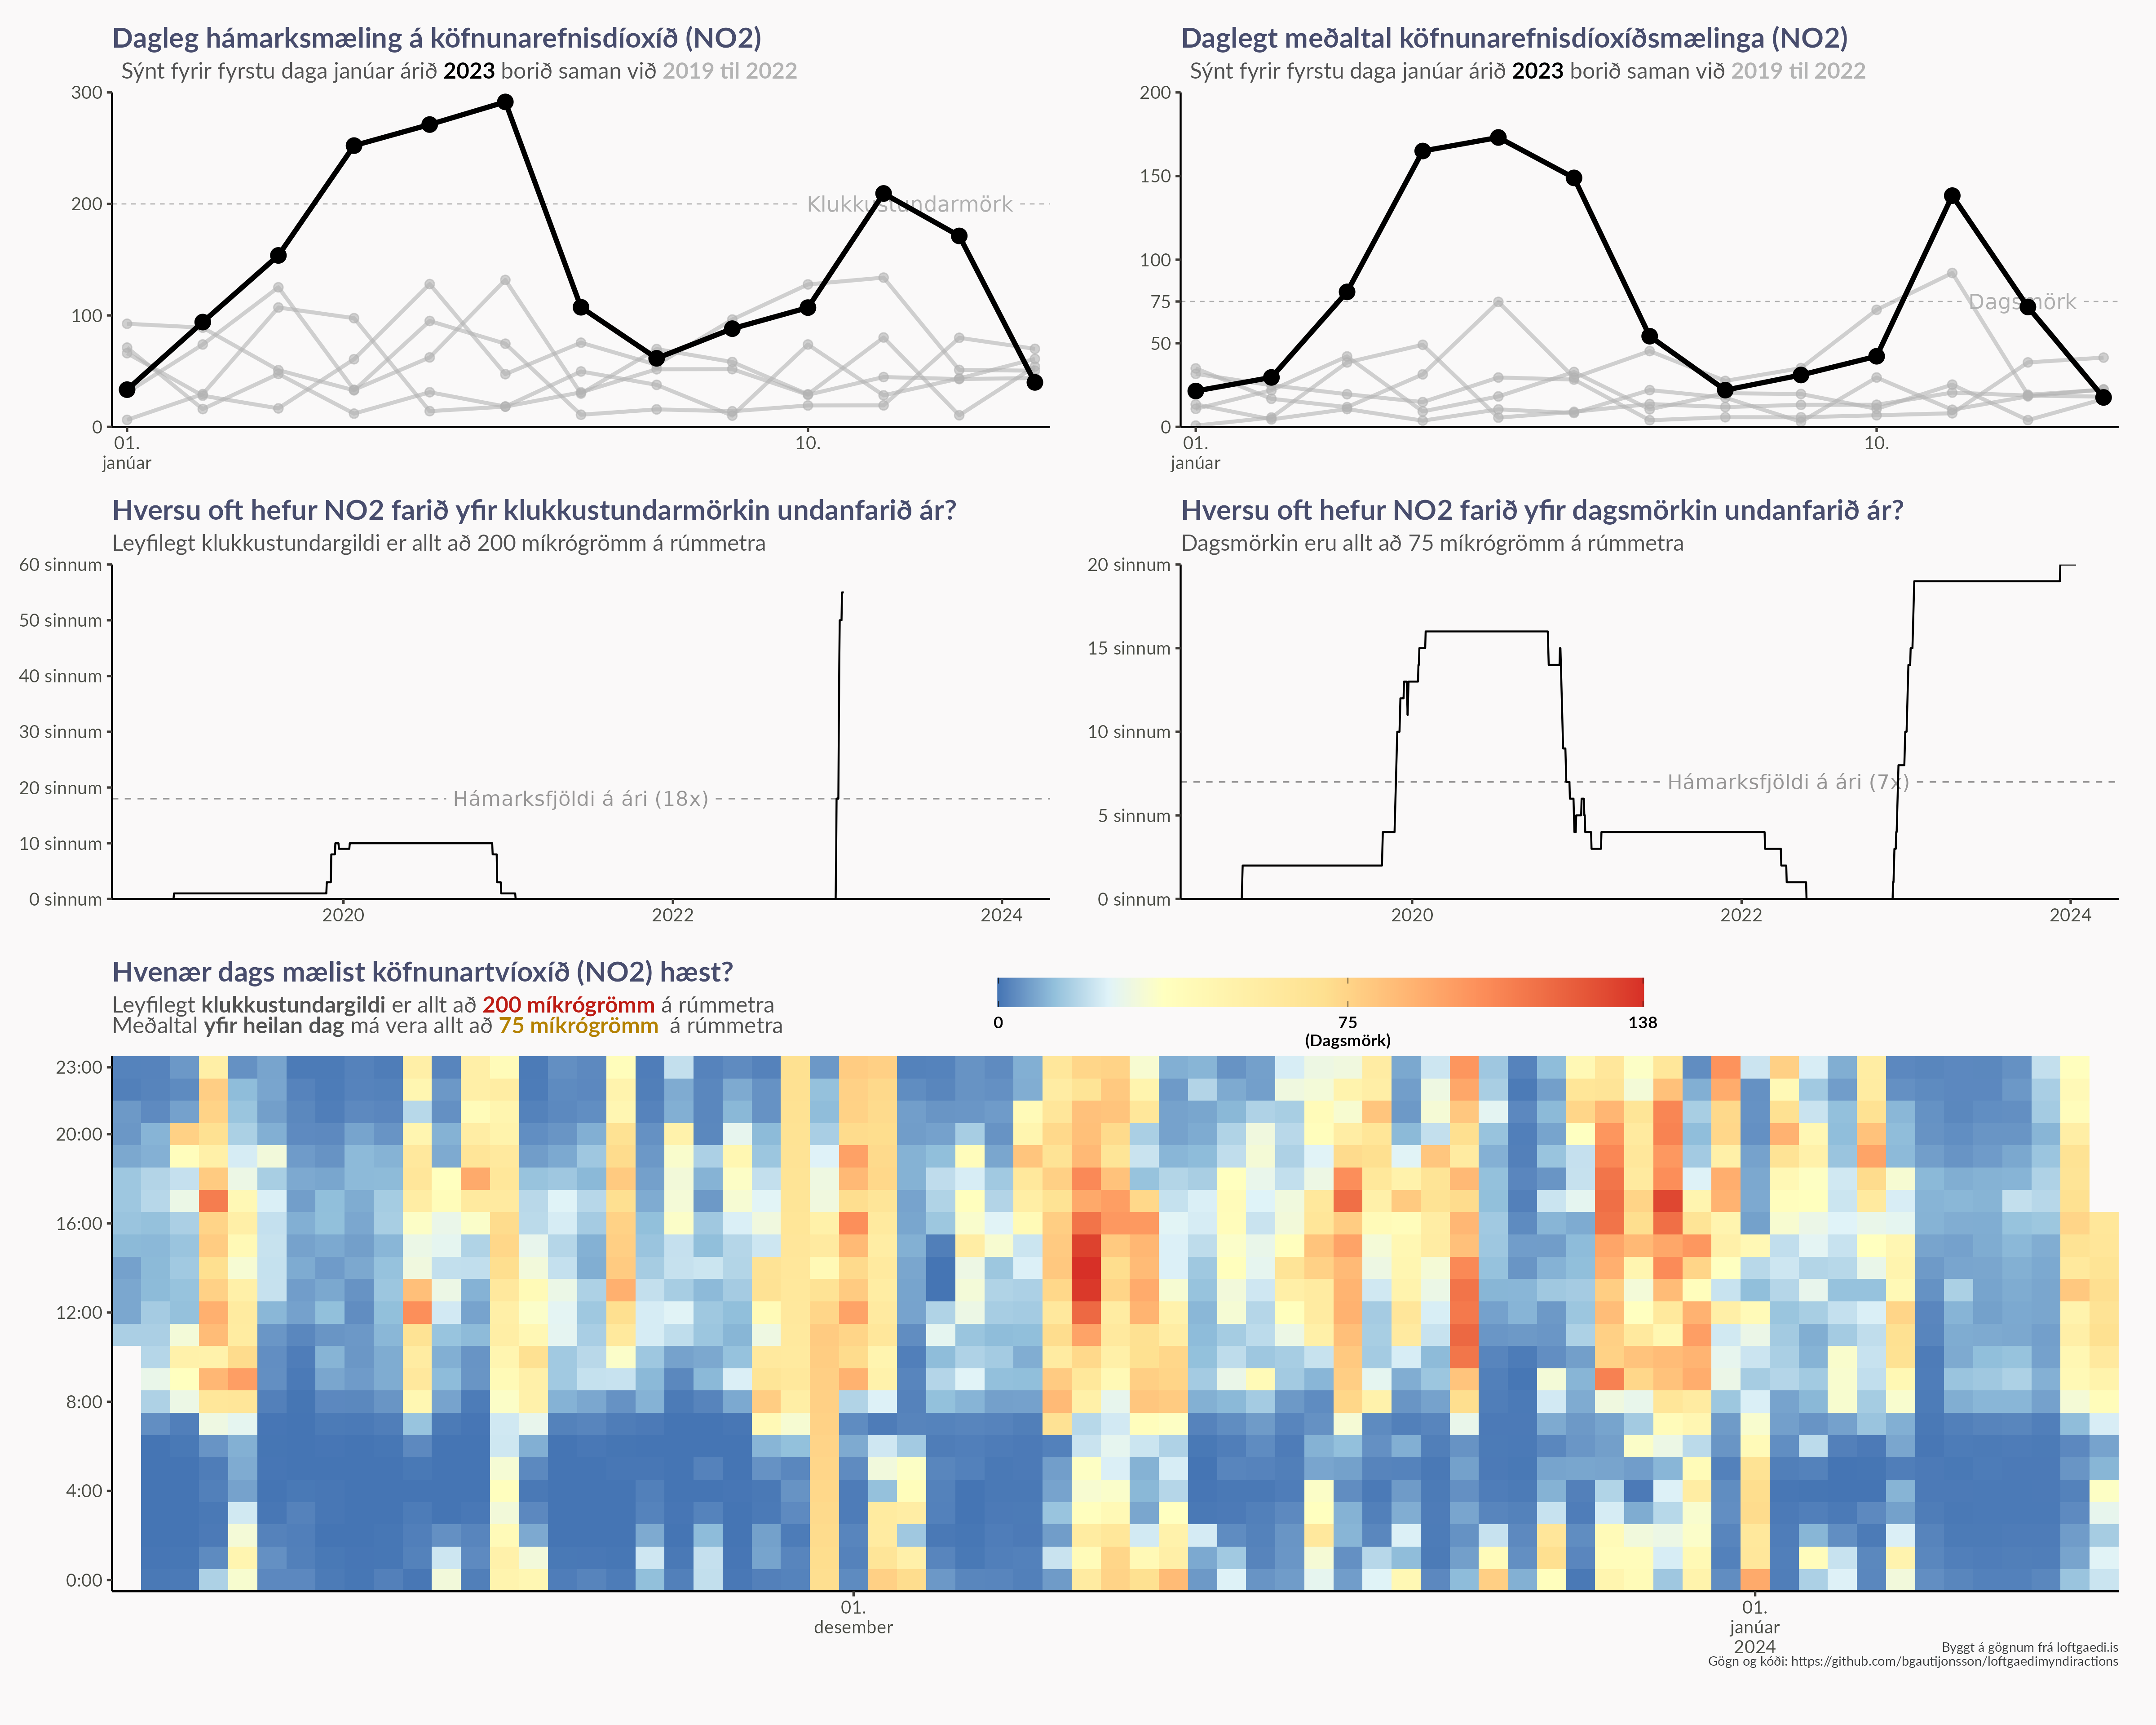 Dagleg hámarksmæling á köfnunarefnisdíoxíð (NO2)
Sýnt fyrir fyrstu daga janúar árið 2023 borið saman við 2019 til 2022
300
200
100
0
Klukkustundarmörk
01.
janúar
10.
Daglegt meðaltal köfnunarefnisdíoxíðsmælinga (NO2)
Sýnt fyrir fyrstu daga janúar árið 2023 borið saman við 2019 til 2022
200
150
100
75
50
0
Dagsmörk
01.
janúar
10.
Hversu oft hefur NO2 farið yfir klukkustundarmörkin undanfarið ár?
Leyfilegt klukkustundargildi er allt að 200 míkrógrömm á rúmmetra
60 sinnum
50 sinnum
40 sinnum
30 sinnum
20 sinnum
10 sinnum
0 sinnum
Hámarksfjöldi á ári (18x)
2020
2022
2024
Hversu oft hefur NO2 farið yfir dagsmörkin undanfarið ár?
Dagsmörkin eru allt að 75 míkrógrömm á rúmmetra
20 sinnum
15 sinnum
10 sinnum
5 sinnum
0 sinnum
Hámarksfjöldi á ári (7x)
2020
2022
2024
Hvenær dags mælist köfnunartvíoxíð (NO2) hæst?
Leyfilegt klukkustundargildi er allt að 200 míkrógrömm á rúmmetra
Meðaltal yfir heilan dag má vera allt að 75 míkrógrömm á rúmmetra
0
75
(Dagsmörk)
138
23:00
20:00
16:00
12:00
8:00
4:00
0:00
01.
desember
01.
janúar
2024
Byggt á gögnum frá loftgaedi.is
Gögn og kóði: https://github.com/bgautijonsson/loftgaedimyndiractions